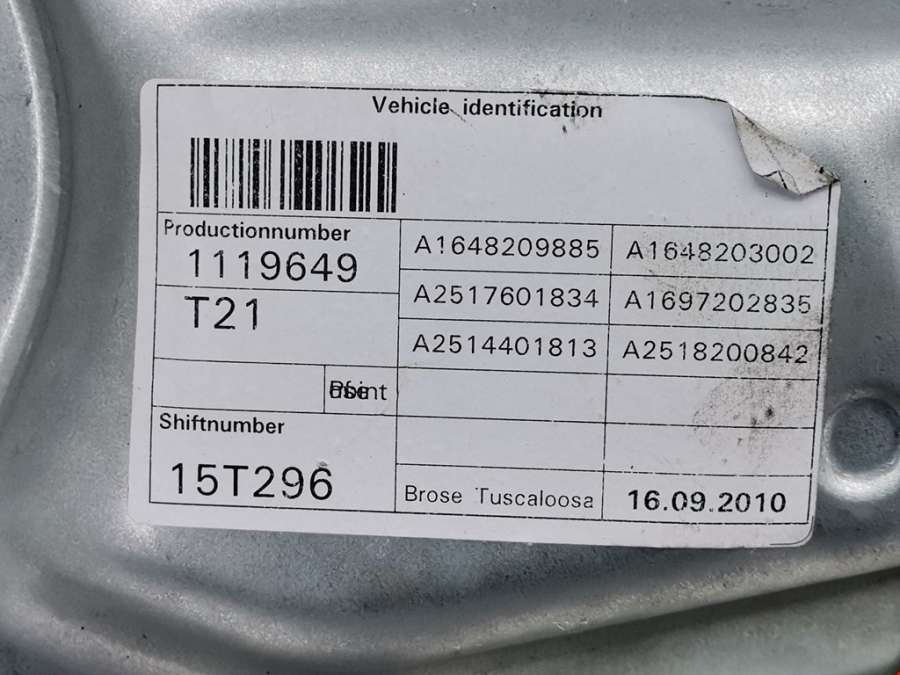 Vehicle identification
Productionnumber
1119649
T21
A1648209885 A1648203002
A2517601834 A1697202835
A2514401813 A2518200842
Shiftnumber
15T296
Brose Tuscaloosa 16.09.2010